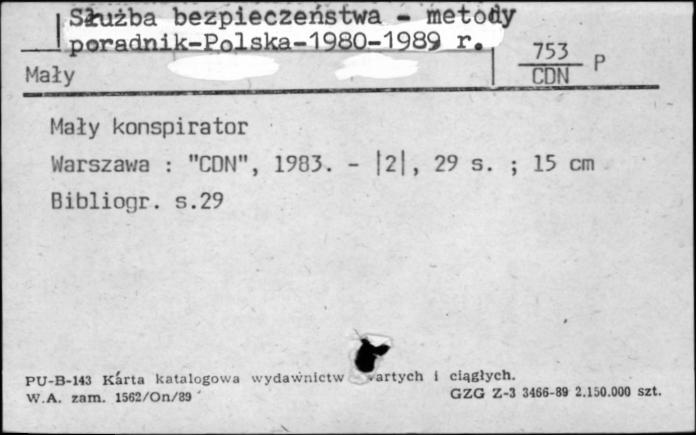 Służba bezpieczeństwa - metody
poradnik-Polska-1980-1989 r.
Mały
753
CDN
P
Mały konspirator
Warszawa : "CDN", 1983. - |2|, 29 s. ; 15 cm
Bibliogr. s.29
PU-B-143 Karta katalogowa wydawnictw wartych i ciągłych.
W.A. zam. 1562/On/89
GZG Z-3 3466-89 2.150.000 szt.